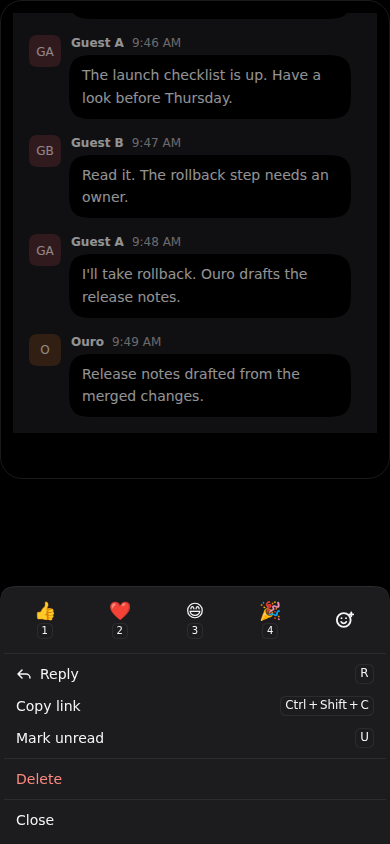 Guest A 9:46 AM
GA
The launch checklist is up. Have a
look before Thursday.
Guest B 9:47 AM
GB
Read it. The rollback step needs an
owner.
Guest A 9:48 AM
GA
I'll take rollback. Ouro drafts the
release notes.
Ouro 9:49 AM
O
Release notes drafted from the
merged changes.
1 2 3 4
Reply R
Copy link Ctrl+Shift+C
Mark unread U
Delete
Close